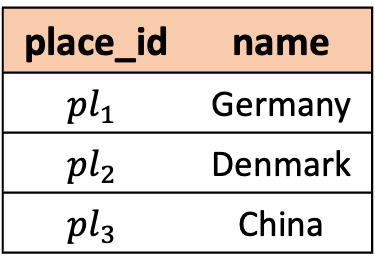 place_id name
pl₁ Germany
pl₂ Denmark
pl₃ China